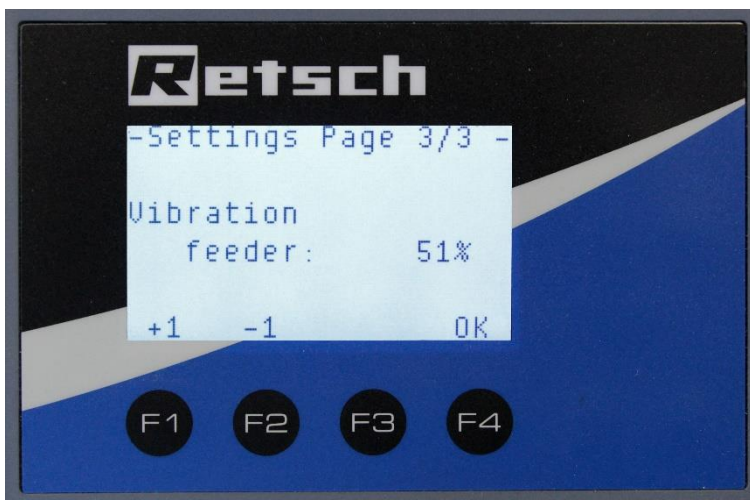 Retsch
-Settings Page 3/3 -
Vibration
feeder: 51%
+1 -1 OK
F1 F2 F3 F4